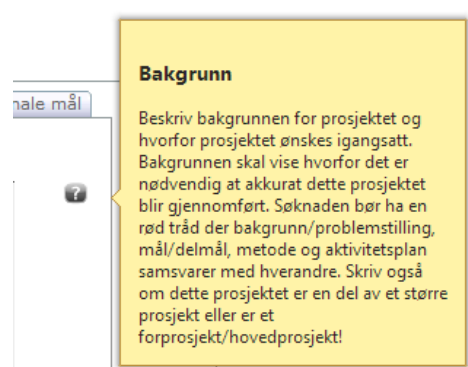 nale mål
?
Bakgrunn
Beskriv bakgrunnen for prosjektet og
hvorfor prosjektet ønskes igangsatt.
Bakgrunnen skal vise hvorfor det er
nødvendig at akkurat dette prosjektet
blir gjennomført. Søknaden bør ha en
rød tråd der bakgrunn/problemstilling,
mål/delmål, metode og aktivitetsplan
samsvarer med hverandre. Skriv også
om dette prosjektet er en del av et større
prosjekt eller er et
forprosjekt/hovedprosjekt!